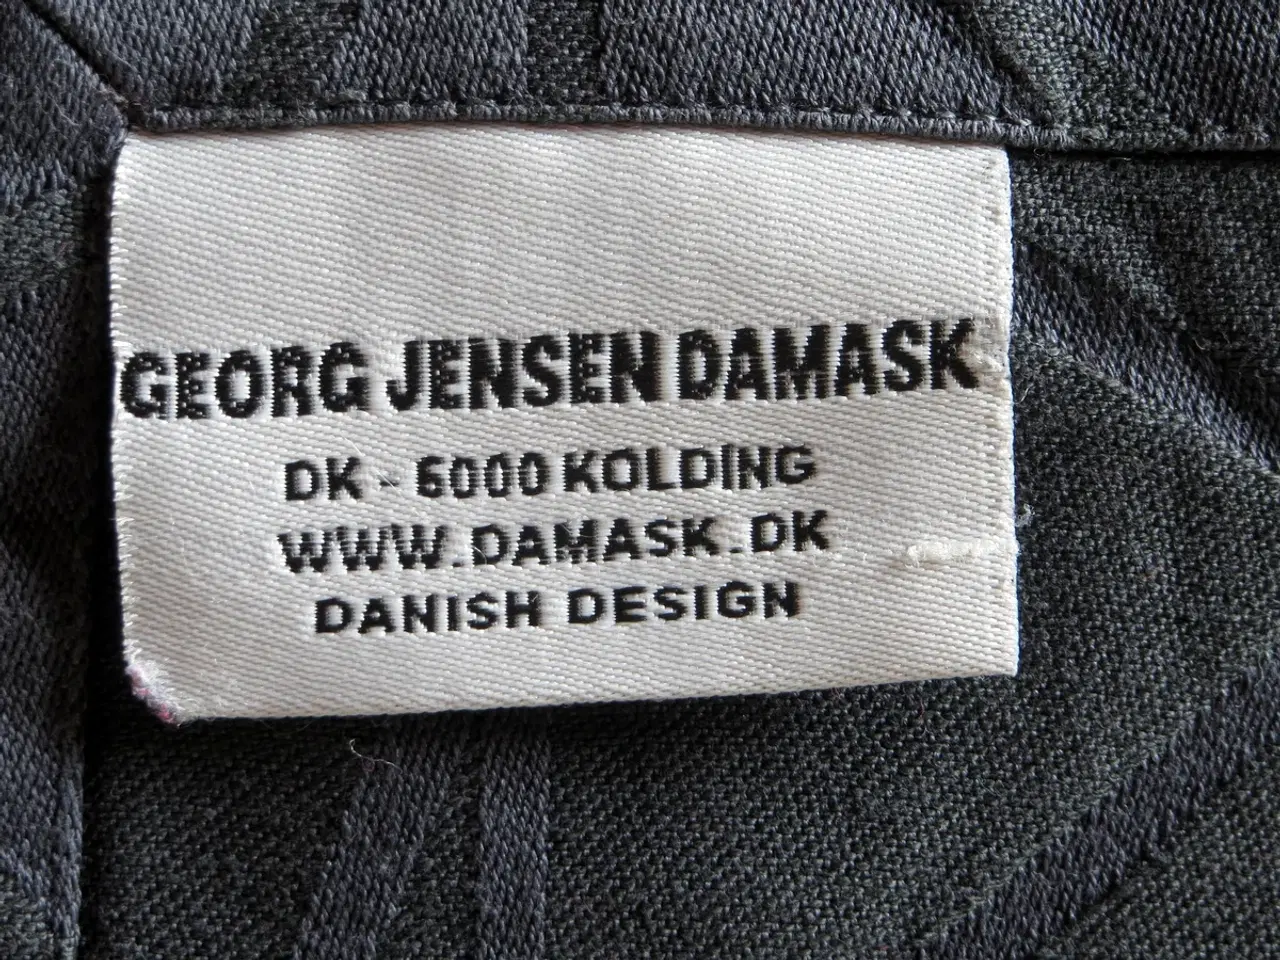 GEORG JENSEN DAMASK
DK - 6000 KOLDING
WWW.DAMASK.DK
DANISH DESIGN